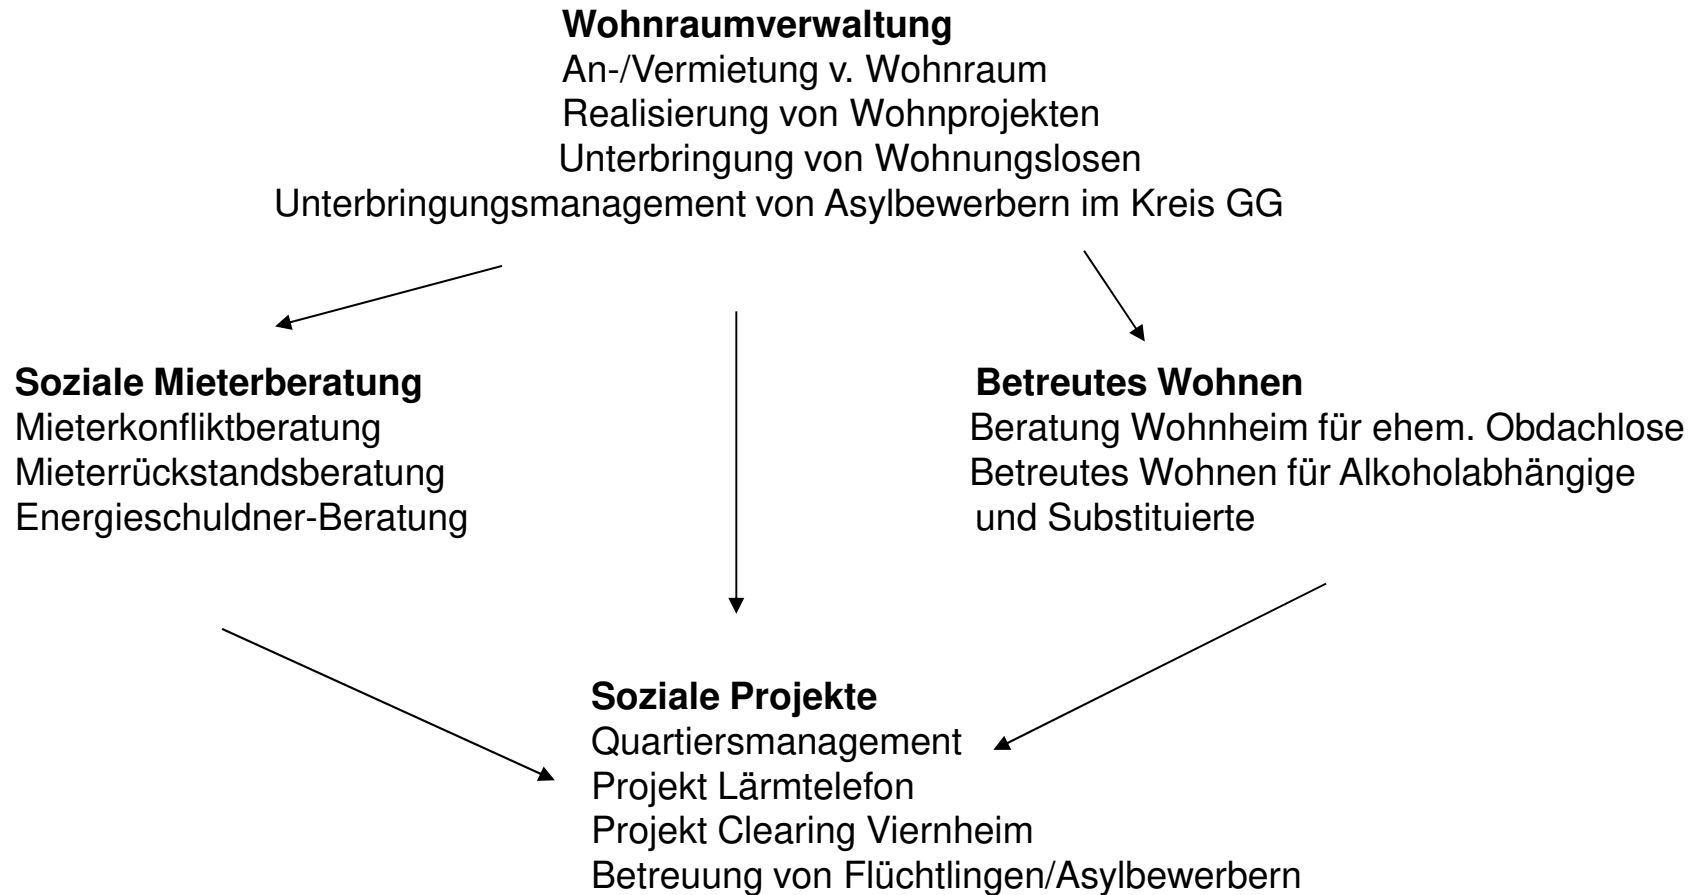 Wohnraumverwaltung
An-/Vermietung v. Wohnraum
Realisierung von Wohnprojekten
Unterbringung von Wohnungslosen
Unterbringungsmanagement von Asylbewerbern im Kreis GG
Soziale Mieterberatung
Mieterkonfliktberatung
Mieterrückstandsberatung
Energieschuldner-Beratung
Betreutes Wohnen
Beratung Wohnheim für ehem. Obdachlose
Betreutes Wohnen für Alkoholabhängige
und Substituierte
Soziale Projekte
Quartiersmanagement
Projekt Lärmtelefon
Projekt Clearing Viernheim
Betreuung von Flüchtlingen/Asylbewerbern